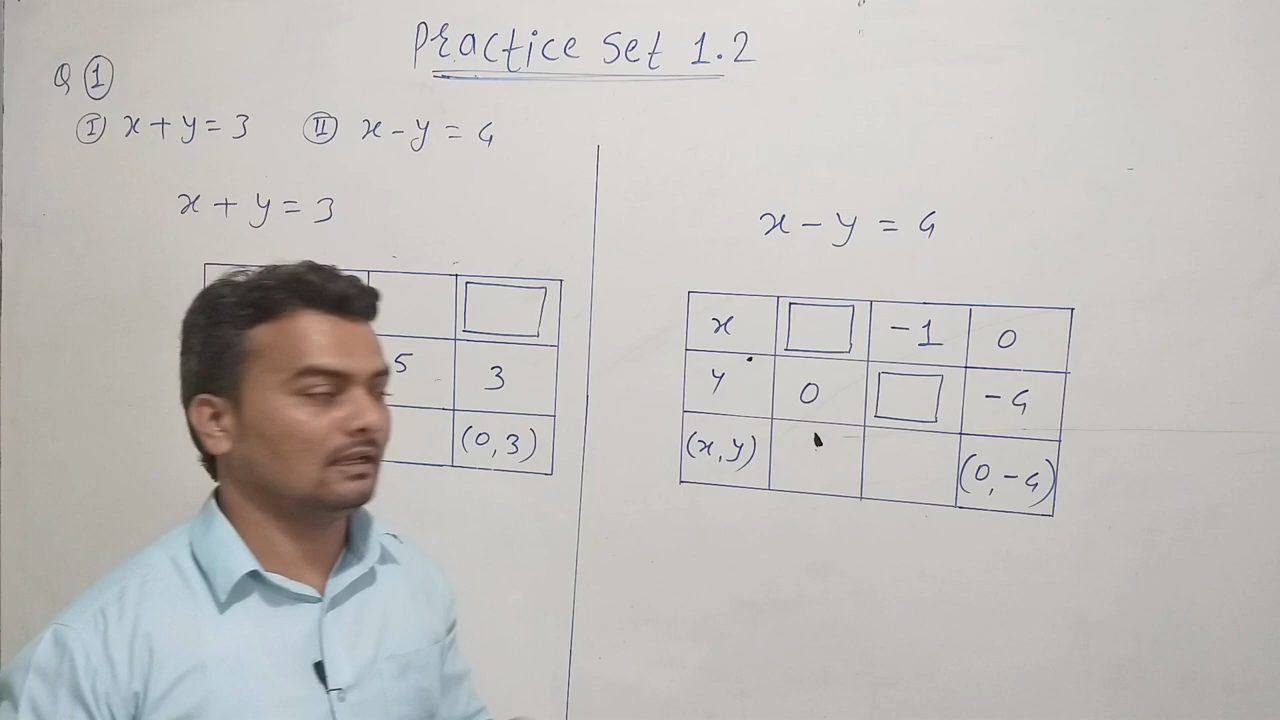 Practice Set 1.2
Q 1
I x + y = 3 II x - y = 4
x + y = 3
5 3
(0, 3)
x - y = 4
x -1 0
y 0 -4
(x, y) (0, -4)